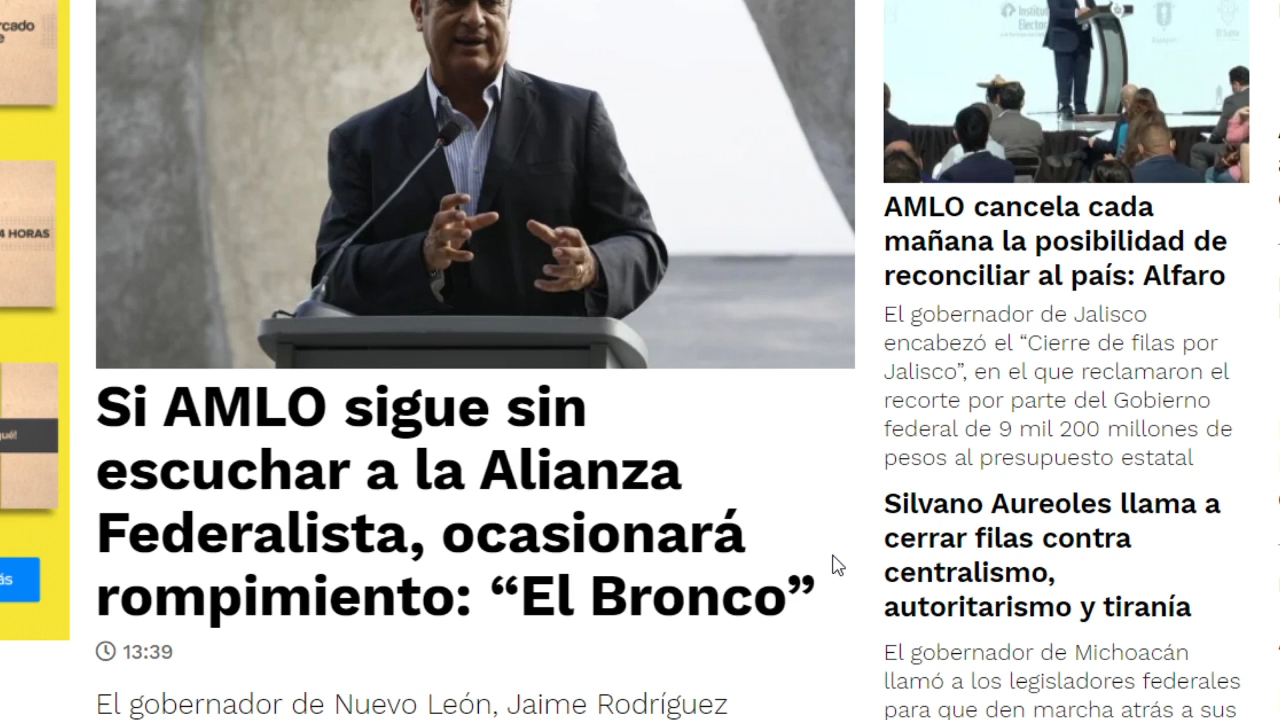 rcado
e
4 HORAS
qué!
ás
Si AMLO sigue sin
escuchar a la Alianza
Federalista, ocasionará
rompimiento: “El Bronco”
13:39
El gobernador de Nuevo León, Jaime Rodríguez
AMLO cancela cada
mañana la posibilidad de
reconciliar al país: Alfaro
El gobernador de Jalisco
encabezó el “Cierre de filas por
Jalisco”, en el que reclamaron el
recorte por parte del Gobierno
federal de 9 mil 200 millones de
pesos al presupuesto estatal
Silvano Aureoles llama a
cerrar filas contra
centralismo,
autoritarismo y tiranía
El gobernador de Michoacán
llamó a los legisladores federales
para que den marcha atrás a sus